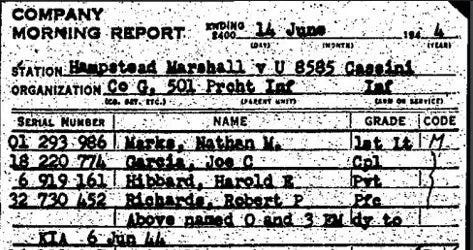 COMPANY
MORNING REPORT ENDING 2400 14 June 194 4
(DAY) (MONTH) (YEAR)
STATION Hampstead Marshall v U 8585 Cassini
ORGANIZATION Co G, 501 Prcht Inf Inf
(CO. DET. ETC.) (PARENT UNIT) (ARM OR SERVICE)
SERIAL NUMBER NAME GRADE CODE
01 293 986 Marks, Nathan M. 1st Lt M
18 220 774 Garcia, Joe C Cpl
6 919 161 Hibbard, Harold E Pvt
32 730 452 Richards, Robert P Pfc
Above named O and 3 EM dy to
KIA 6 Jun 44